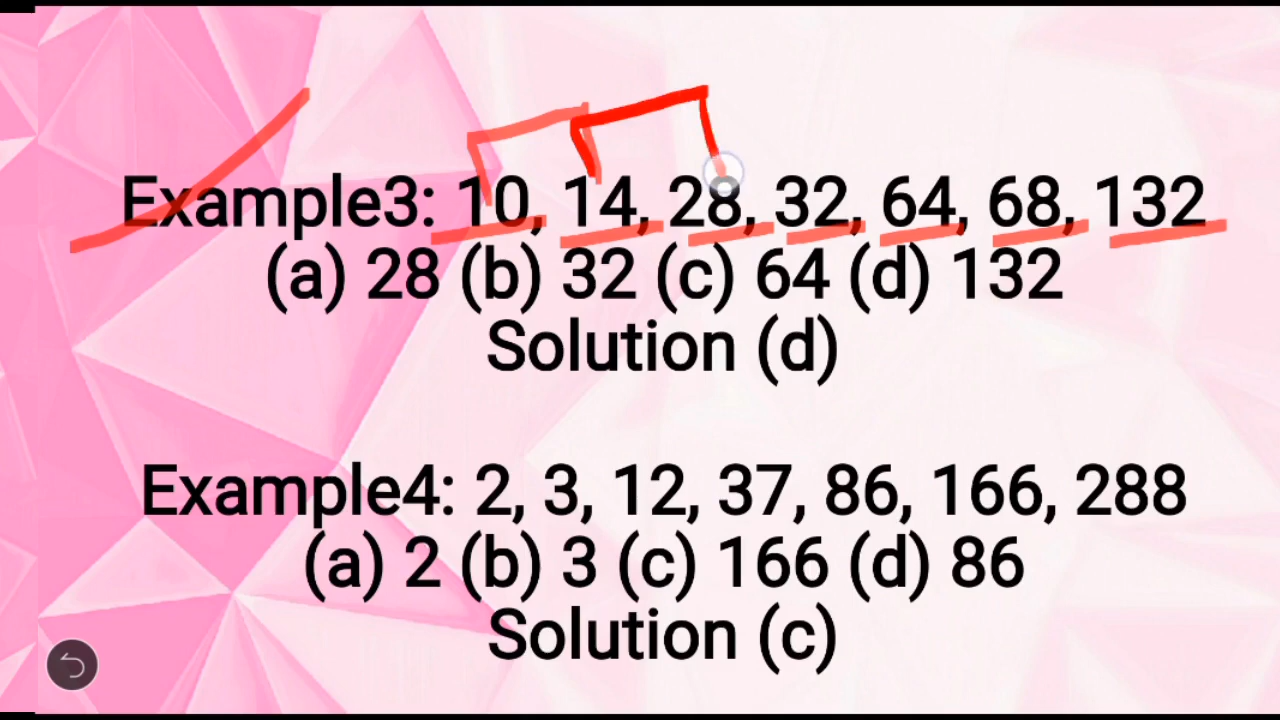 Example3: 10, 14, 28, 32, 64, 68, 132
(a) 28 (b) 32 (c) 64 (d) 132
Solution (d)
Example4: 2, 3, 12, 37, 86, 166, 288
(a) 2 (b) 3 (c) 166 (d) 86
Solution (c)